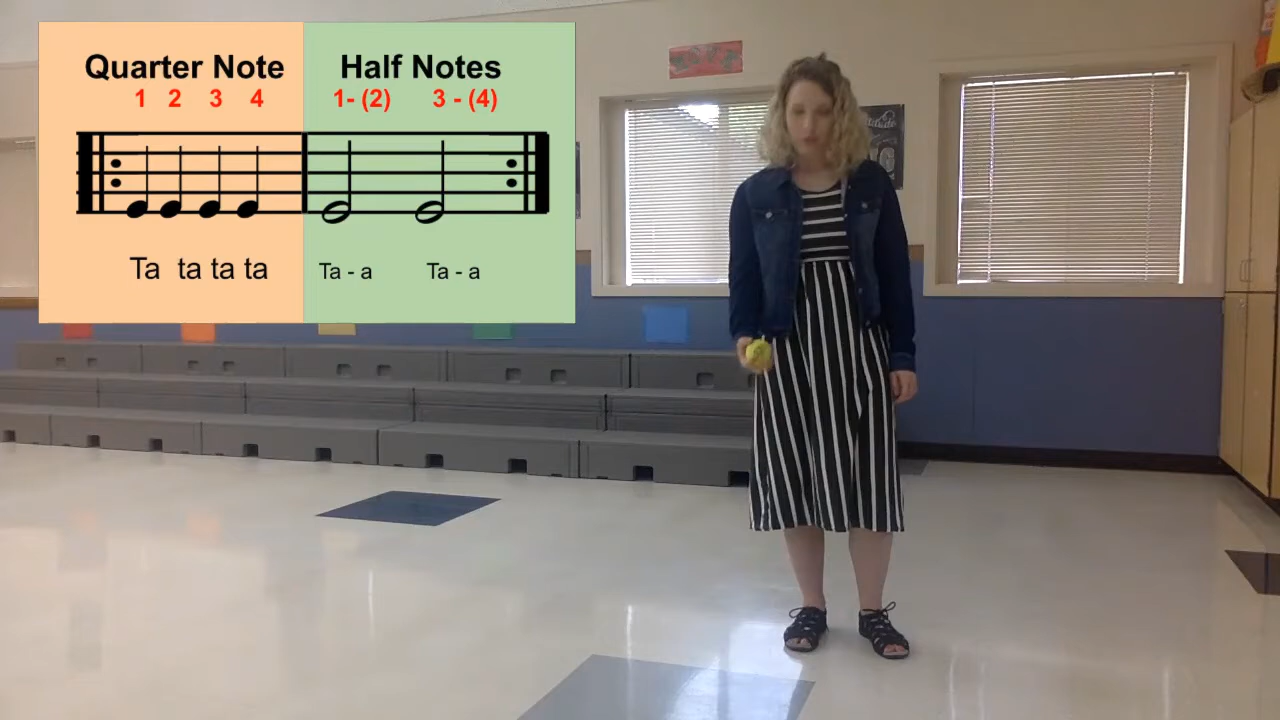 Quarter Note
1 2 3 4
Ta ta ta ta
Half Notes
1- (2) 3 - (4)
Ta - a Ta - a